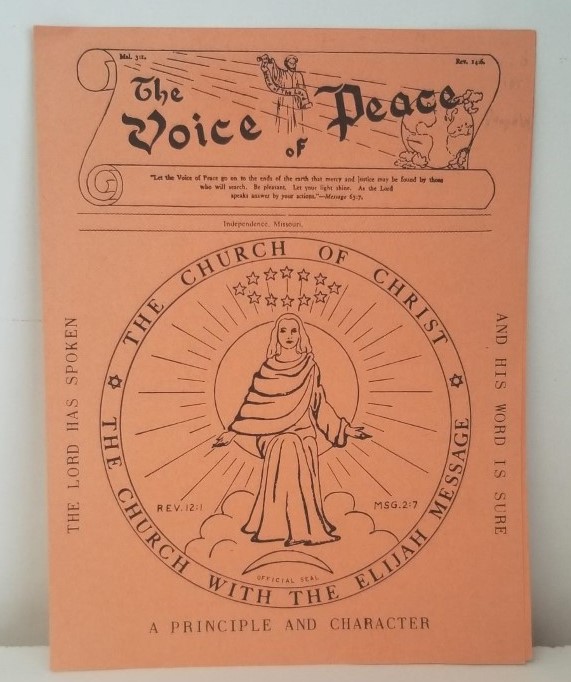 Mal. 3:1.
Rev. 14:6.
The
Voice
of
Peace
"Let the Voice of Peace go on to the ends of the earth that mercy and justice may be found by those
who will search. Be pleasant. Let your light shine. As the Lord
speaks answer by your actions."—Message 63:7.
Independence, Missouri,
THE CHURCH OF CHRIST
THE LORD HAS SPOKEN
AND HIS WORD IS SURE
REV. 12:1
MSG. 2:7
OFFICIAL SEAL
THE CHURCH WITH THE ELIJAH MESSAGE
A PRINCIPLE AND CHARACTER